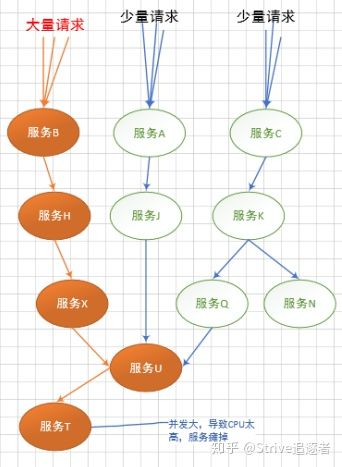 大量请求
少量请求
少量请求
服务B
服务A
服务C
服务H
服务J
服务K
服务X
服务Q
服务N
服务U
服务T
并发大，导致CPU太
高，服务瘫掉
知乎 @Strive追逐者